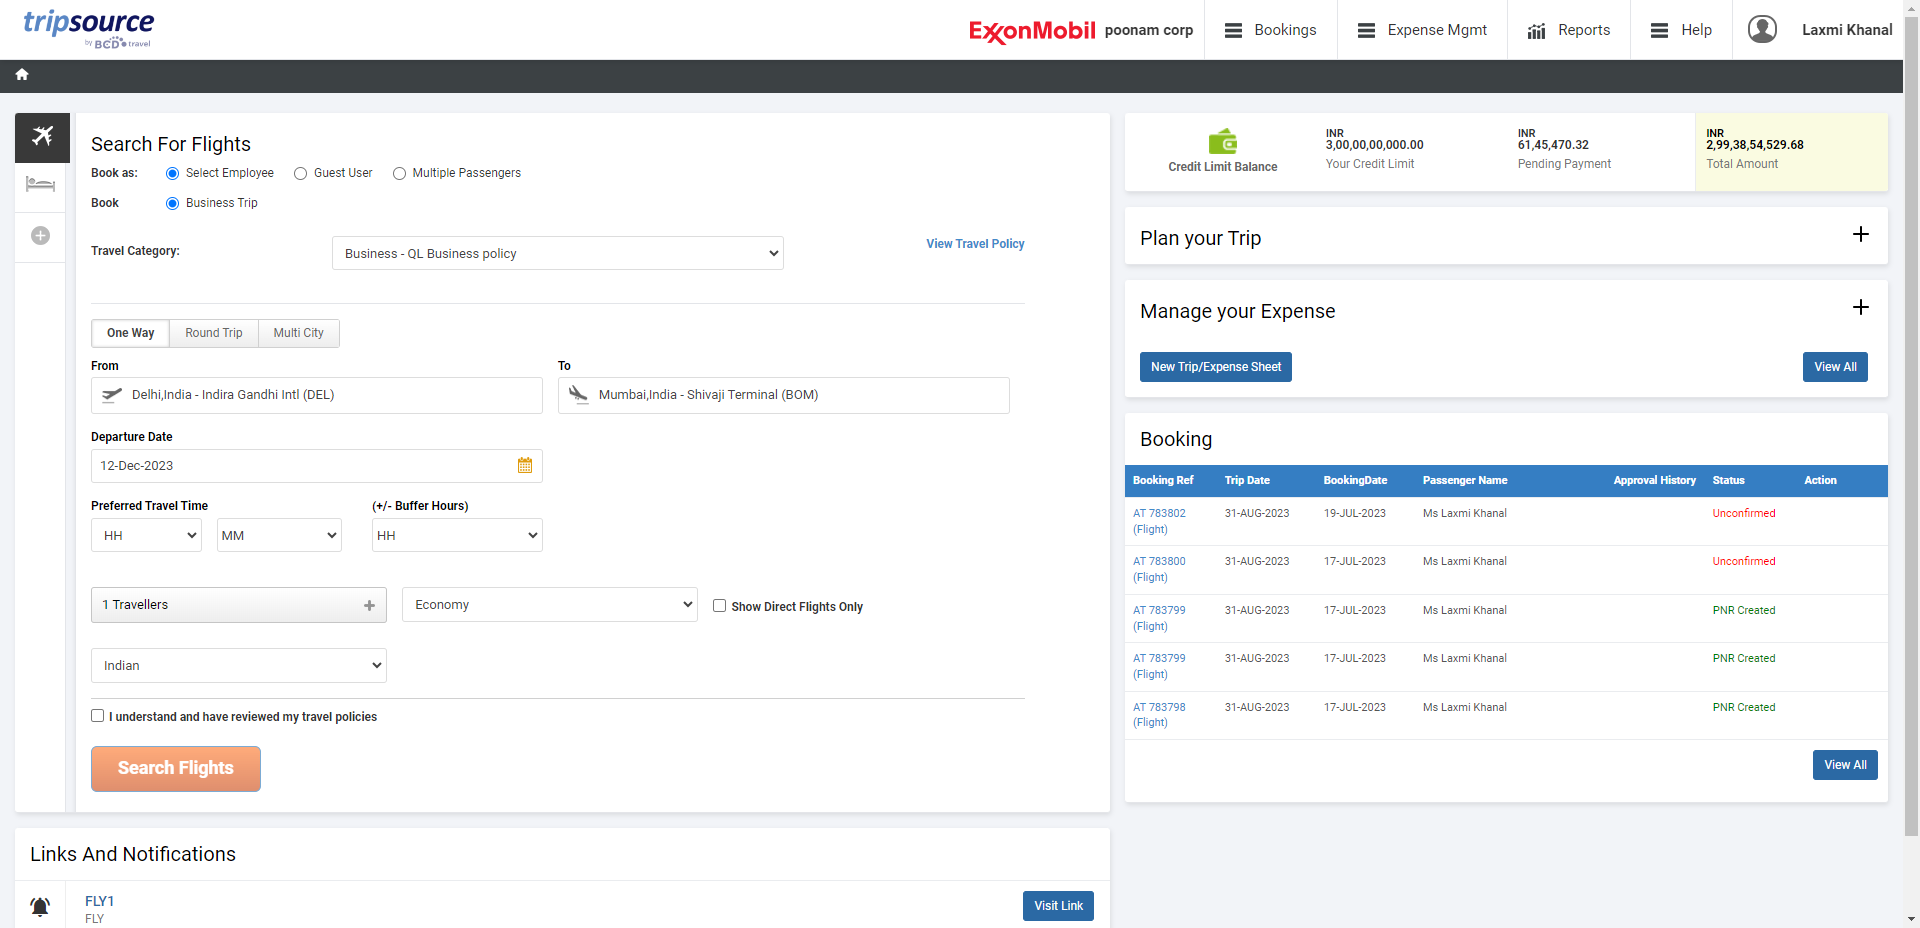 tripsource
by BCD travel
ExxonMobil poonam corp
Bookings
Expense Mgmt
Reports
Help
Laxmi Khanal
Search For Flights
Book as: Select Employee Guest User Multiple Passengers
Book Business Trip
Travel Category: Business - QL Business policy View Travel Policy
One Way Round Trip Multi City
From To
Delhi,India - Indira Gandhi Intl (DEL) Mumbai,India - Shivaji Terminal (BOM)
Departure Date
12-Dec-2023
Preferred Travel Time (+/- Buffer Hours)
HH MM HH
1 Travellers Economy Show Direct Flights Only
Indian
I understand and have reviewed my travel policies
Search Flights
Links And Notifications
FLY1
FLY
Visit Link
Credit Limit Balance
INR
3,00,00,00,000.00
Your Credit Limit
INR
61,45,470.32
Pending Payment
INR
2,99,38,54,529.68
Total Amount
Plan your Trip
Manage your Expense
New Trip/Expense Sheet View All
Booking
Booking Ref Trip Date BookingDate Passenger Name Approval History Status Action
AT 783802 31-AUG-2023 19-JUL-2023 Ms Laxmi Khanal Unconfirmed
(Flight)
AT 783800 31-AUG-2023 17-JUL-2023 Ms Laxmi Khanal Unconfirmed
(Flight)
AT 783799 31-AUG-2023 17-JUL-2023 Ms Laxmi Khanal PNR Created
(Flight)
AT 783799 31-AUG-2023 17-JUL-2023 Ms Laxmi Khanal PNR Created
(Flight)
AT 783798 31-AUG-2023 17-JUL-2023 Ms Laxmi Khanal PNR Created
(Flight)
View All